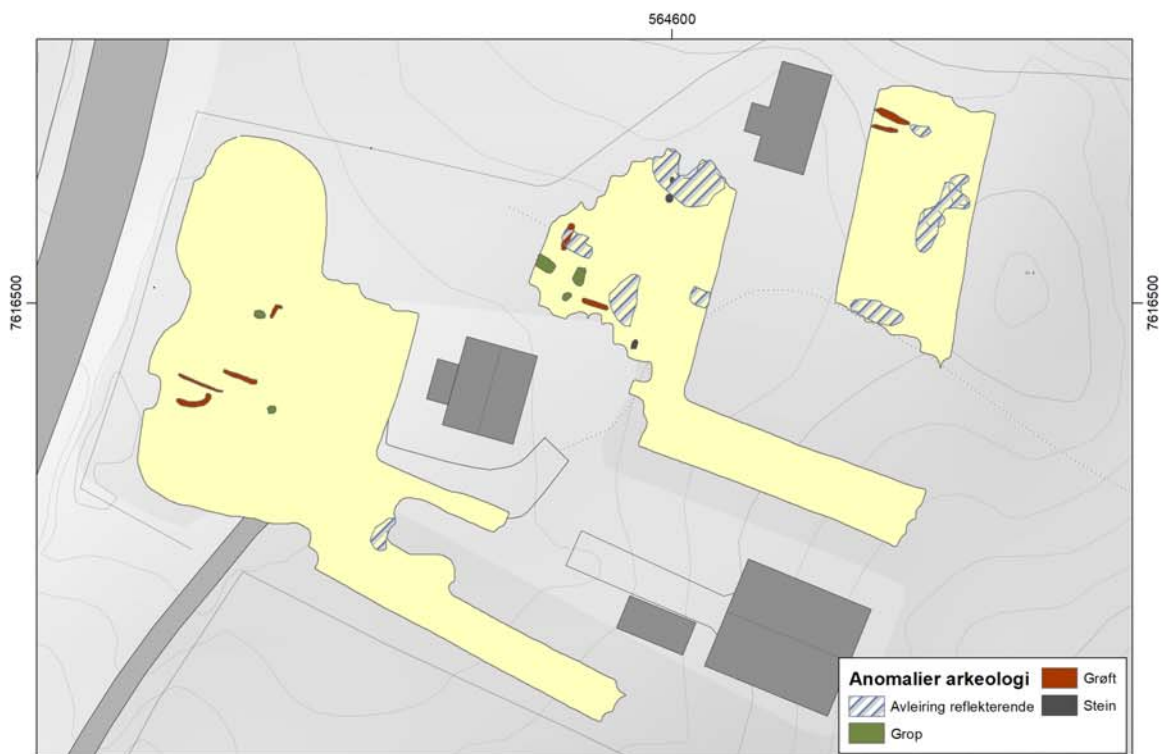 564600
7616500
7616500
Anomalier arkeologi
Avleiring reflekterende
Grop
Grøft
Stein